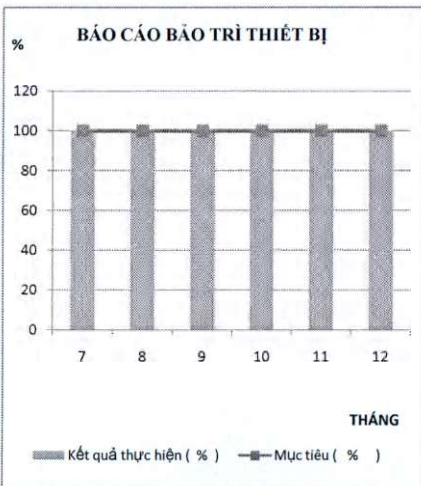 BÁO CÁO BẢO TRÌ THIẾT BỊ
%
120
100
80
60
40
20
0
7 8 9 10 11 12
THÁNG
Kết quả thực hiện ( % ) Mục tiêu ( % )